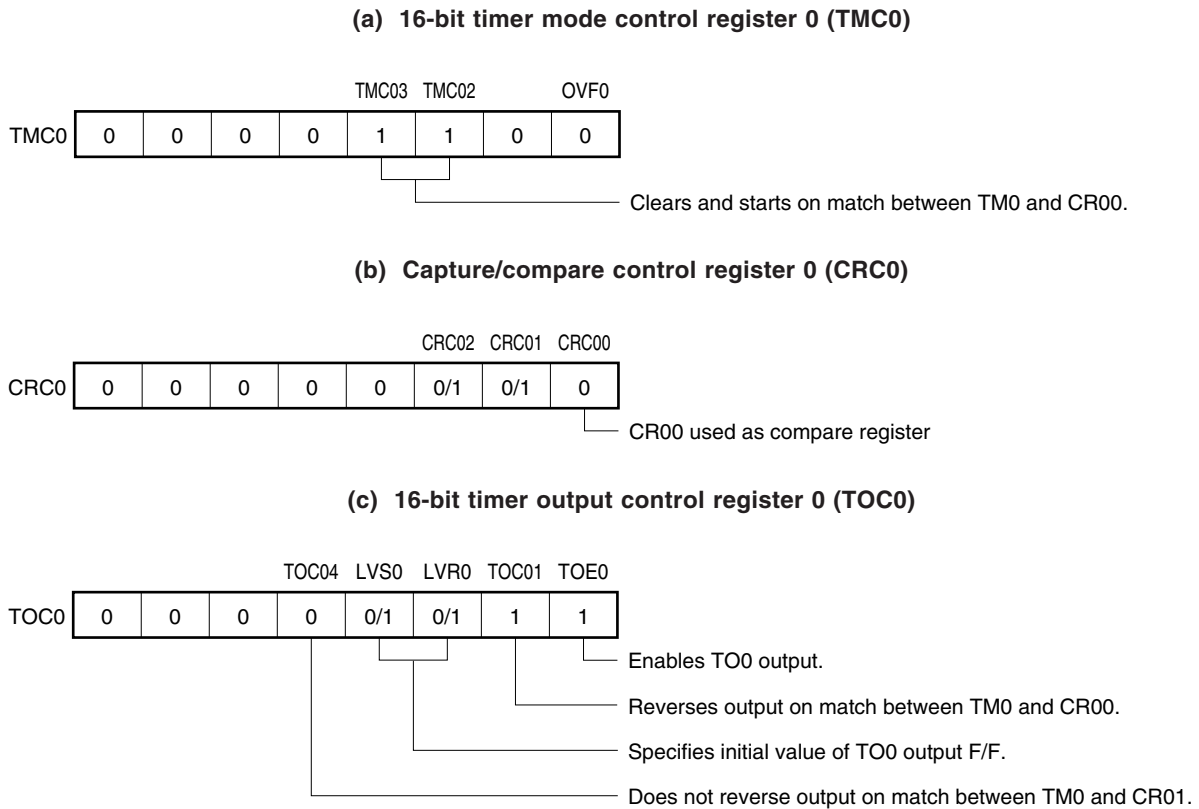 (a) 16-bit timer mode control register 0 (TMC0)
TMC03 TMC02 OVF0
TMC0 0 0 0 0 1 1 0 0
Clears and starts on match between TM0 and CR00.
(b) Capture/compare control register 0 (CRC0)
CRC02 CRC01 CRC00
CRC0 0 0 0 0 0 0/1 0/1 0
CR00 used as compare register
(c) 16-bit timer output control register 0 (TOC0)
TOC04 LVS0 LVR0 TOC01 TOE0
TOC0 0 0 0 0 0/1 0/1 1 1
Enables TO0 output.
Reverses output on match between TM0 and CR00.
Specifies initial value of TO0 output F/F.
Does not reverse output on match between TM0 and CR01.